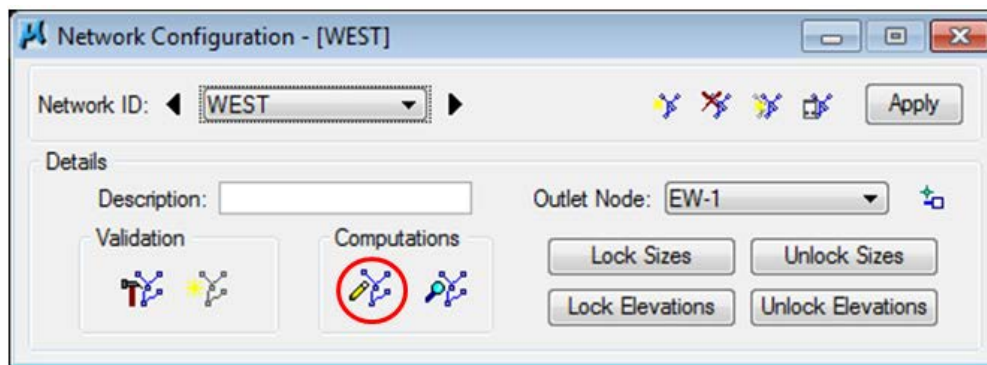 Network Configuration - [WEST]
Network ID: WEST Apply
Details
Description: Outlet Node: EW-1
Validation Computations
Lock Sizes Unlock Sizes
Lock Elevations Unlock Elevations